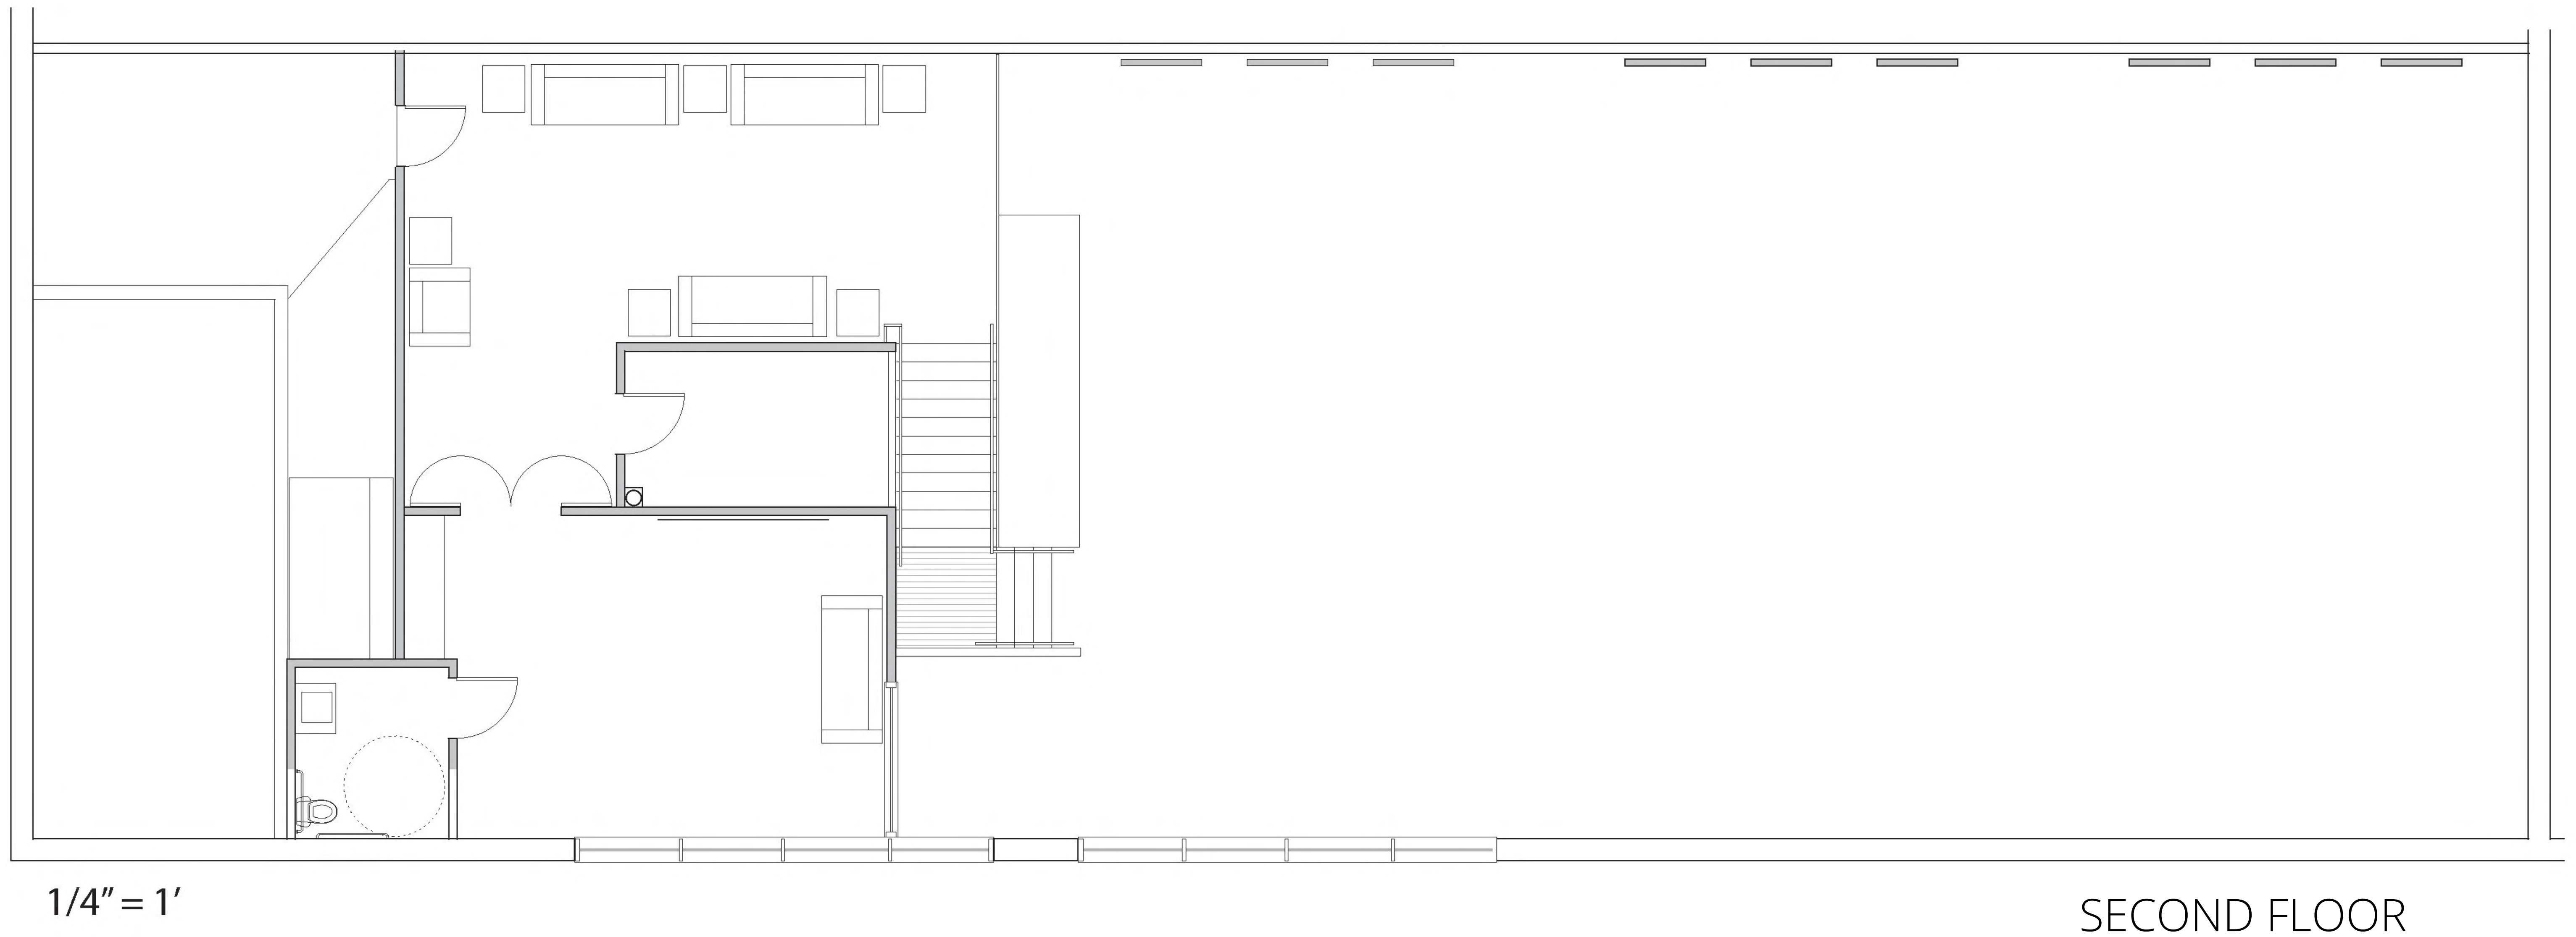 1/4″ = 1′
SECOND FLOOR